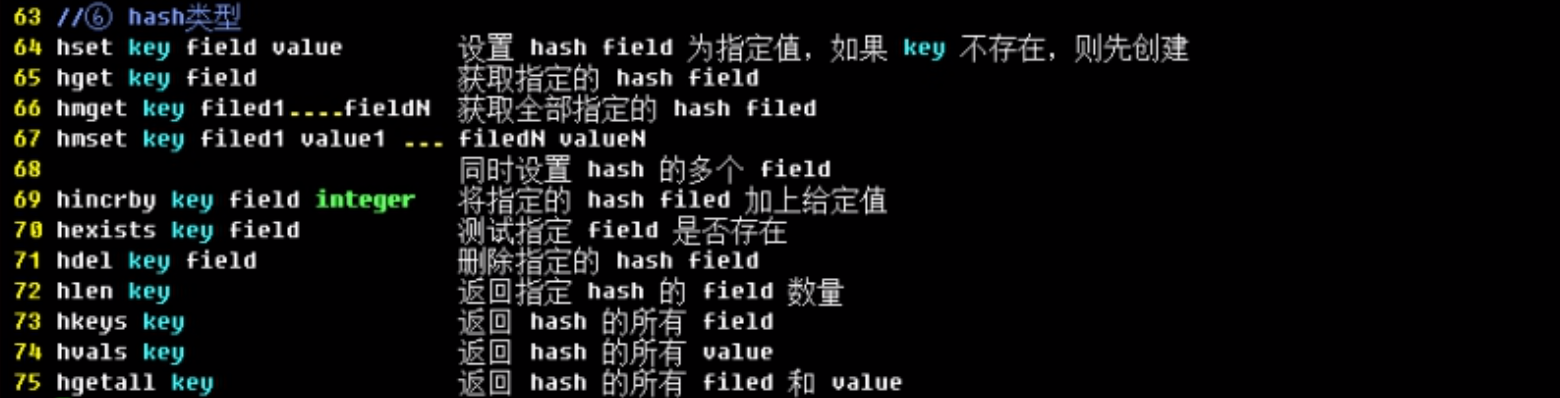 63 //⑥ hash类型
64 hset key field value 设置 hash field 为指定值，如果 key 不存在，则先创建
65 hget key field 获取指定的 hash field
66 hmget key filed1....fieldN 获取全部指定的 hash filed
67 hmset key filed1 value1 ... filedN valueN
68 同时设置 hash 的多个 field
69 hincrby key field integer 将指定的 hash filed 加上给定值
70 hexists key field 测试指定 field 是否存在
71 hdel key field 删除指定的 hash field
72 hlen key 返回指定 hash 的 field 数量
73 hkeys key 返回 hash 的所有 field
74 hvals key 返回 hash 的所有 value
75 hgetall key 返回 hash 的所有 filed 和 value